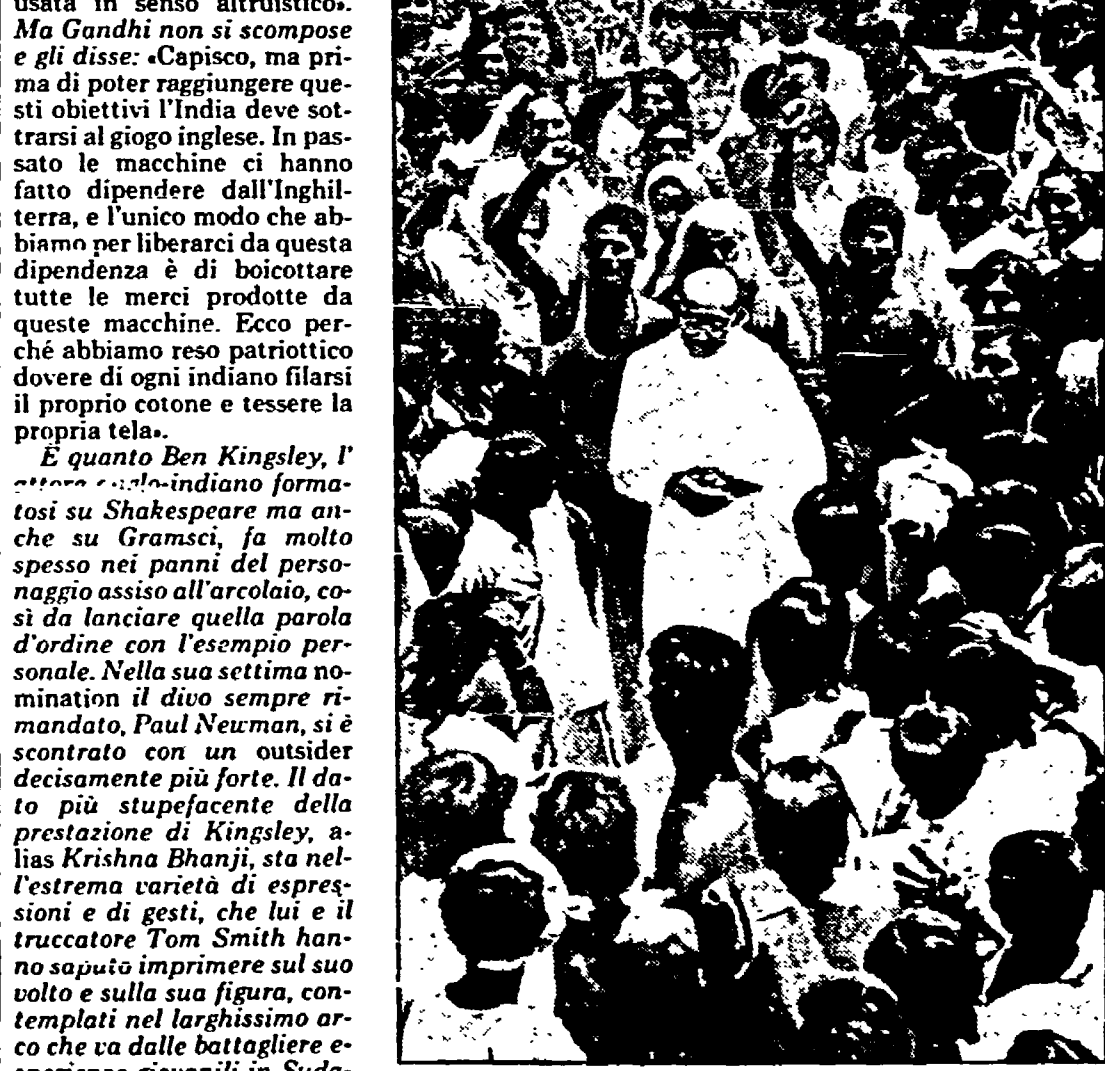 usata in senso altruistico».
Ma Gandhi non si scompose
e gli disse: «Capisco, ma pri-
ma di poter raggiungere que-
sti obiettivi l'India deve sot-
trarsi al giogo inglese. In pas-
sato le macchine ci hanno
fatto dipendere dall'Inghil-
terra, e l'unico modo che ab-
biamo per liberarci da questa
dipendenza è di boicottare
tutte le merci prodotte da
queste macchine. Ecco per-
ché abbiamo reso patriottico
dovere di ogni indiano filarsi
il proprio cotone e tessere la
propria tela».
È quanto Ben Kingsley, l'
-indiano forma-
tosi su Shakespeare ma an-
che su Gramsci, fa molto
spesso nei panni del perso-
naggio assiso all'arcolaio, co-
sì da lanciare quella parola
d'ordine con l'esempio per-
sonale. Nella sua settima no-
mination il divo sempre ri-
mandato, Paul Newman, si è
scontrato con un outsider
decisamente più forte. Il da-
to più stupefacente della
prestazione di Kingsley, a-
lias Krishna Bhanji, sta nel-
l'estrema varietà di espres-
sioni e di gesti, che lui e il
truccatore Tom Smith han-
no saputo imprimere sul suo
volto e sulla sua figura, con-
templati nel larghissimo ar-
co che va dalle battagliere e-
giovanili in Suda-